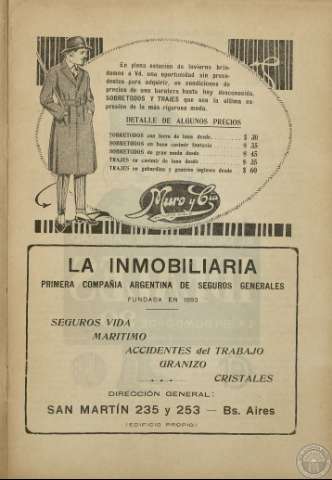 En plena estación de invierno brin-
damos á Vd. una oportunidad sin prece-
dentes para adquirir, en condiciones de
precios de una baratura hasta hoy desconocida,
SOBRETODOS Y TRAJES que son la última ex-
presión de la más rigurosa moda.
DETALLE DE ALGUNOS PRECIOS
SOBRETODOS con forro de lana desde $ 30
SOBRETODOS en buen casimir fantasía $ 35
SOBRETODOS de gran moda desde $ 45
TRAJES en casimir de lana desde $ 35
TRAJES en gabardina y géneros ingleses desde $ 60
Muro y Cía
LA INMOBILIARIA
PRIMERA COMPAÑIA ARGENTINA DE SEGUROS GENERALES
FUNDADA EN 1893
SEGUROS VIDA
MARITIMO
ACCIDENTES del TRABAJO
GRANIZO
. . . CRISTALES
DIRECCIÓN GENERAL:
SAN MARTÍN 235 y 253 — Bs. Aires
(EDIFICIO PROPIO)